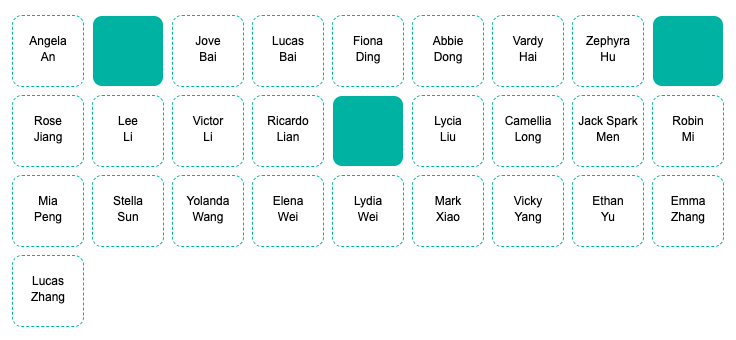 Angela
An
Jove
Bai
Lucas
Bai
Fiona
Ding
Abbie
Dong
Vardy
Hai
Zephyra
Hu
Rose
Jiang
Lee
Li
Victor
Li
Ricardo
Lian
Lycia
Liu
Camellia
Long
Jack Spark
Men
Robin
Mi
Mia
Peng
Stella
Sun
Yolanda
Wang
Elena
Wei
Lydia
Wei
Mark
Xiao
Vicky
Yang
Ethan
Yu
Emma
Zhang
Lucas
Zhang